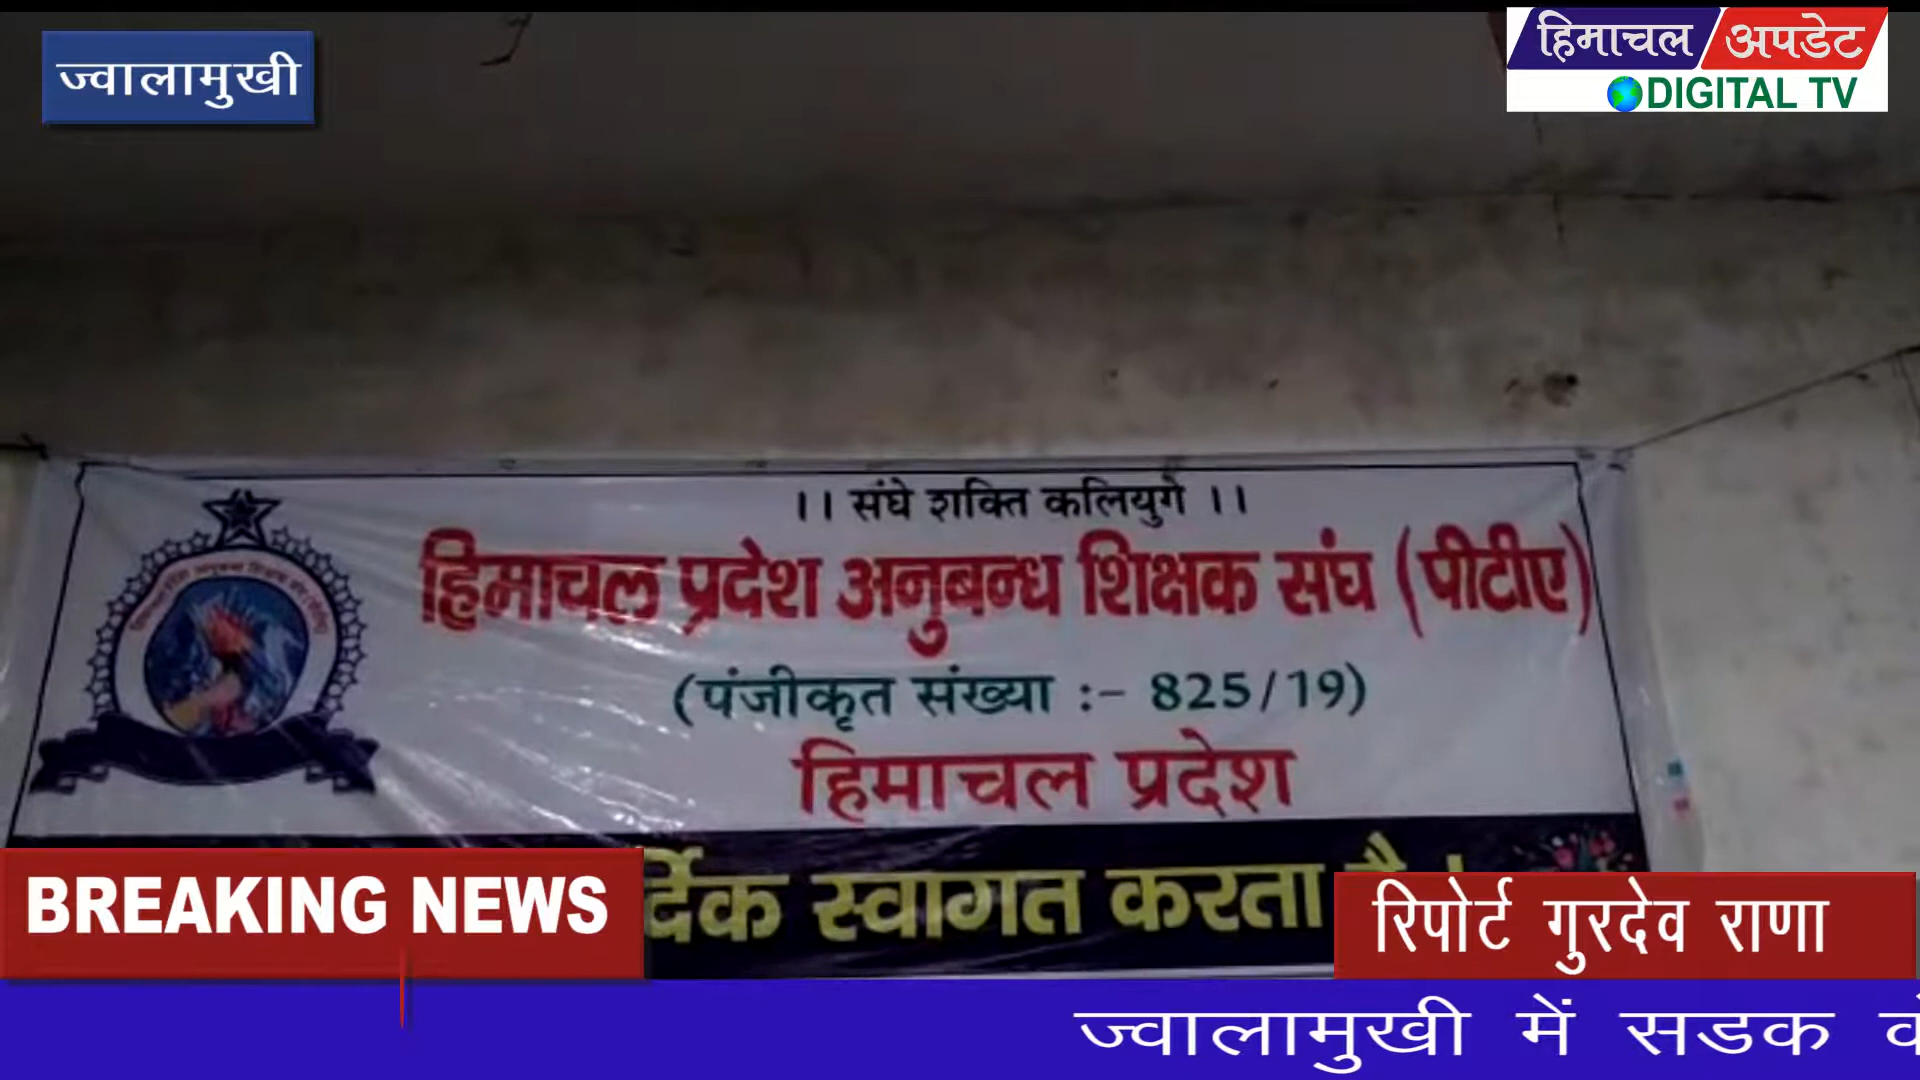 ज्वालामुखी
हिमाचल अपडेट
DIGITAL TV
।। संघे शक्ति कलियुगे ।।
हिमाचल प्रदेश अनुबन्ध शिक्षक संघ (पीटीए)
(पंजीकृत संख्या :- 825/19)
हिमाचल प्रदेश
र्दिक स्वागत करता है
BREAKING NEWS
रिपोर्ट गुरदेव राणा
ज्वालामुखी में सडक